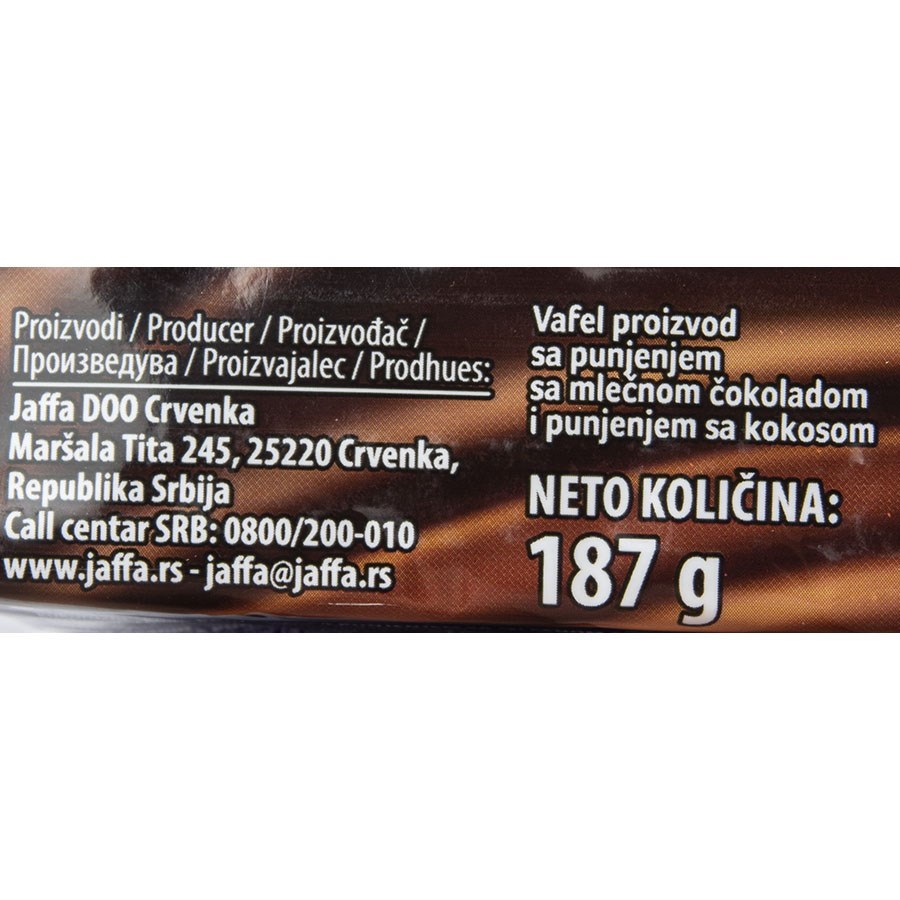 Proizvodi / Producer / Proizvođač /
Произведува / Proizvajalec / Prodhues:
Jaffa DOO Crvenka
Maršala Tita 245, 25220 Crvenka,
Republika Srbija
Call centar SRB: 0800/200-010
www.jaffa.rs - jaffa@jaffa.rs
Vafel proizvod
sa punjenjem
sa mlečnom čokoladom
i punjenjem sa kokosom
NETO KOLIČINA:
187 g